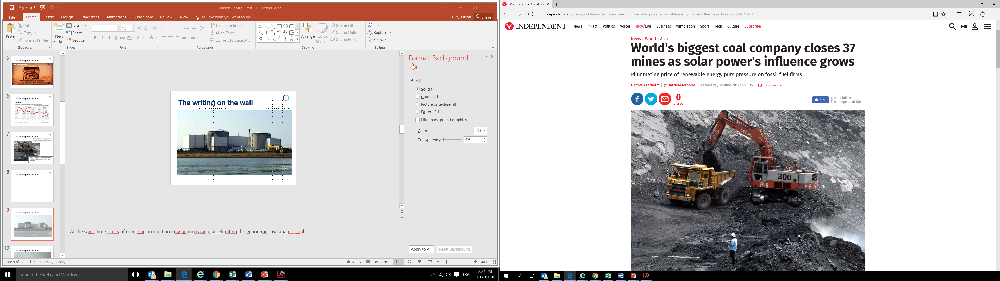 Wilson Centre Draft 2.0 - PowerPoint
File Home Insert Design Transitions Animations Slide Show Review View Tell me what you want to do... Lucy Kitson Share
Paste
Cut
Copy
Format Painter
Clipboard
New Slide
Layout
Reset
Section
Slides
10
B I U S abc AV Aa A
Font
Text Direction
Align Text
Convert to SmartArt
Paragraph
Arrange
Quick Styles
Shape Fill
Shape Outline
Shape Effects
Drawing
Find
Replace
Select
Editing
5
The writing on the wall
6
The writing on the wall
7
The writing on the wall
8
The writing on the wall
9
The writing on the wall
10
The writing on the wall
The writing on the wall
At the same time, costs of domestic production may be increasing, accelerating the economic case against coal
Format Background
Fill
Solid fill
Gradient fill
Picture or texture fill
Pattern fill
Hide background graphics
Color
Transparency 0%
Apply to All Reset Background
Slide 9 of 17 English (Canada) Notes Comments 40%
Search the web and Windows
FRA
2:24 PM
2017-07-06
World's biggest coal co
independent.co.uk/news/world/asia/coal-india-closes-37-mines-solar-power-sustainable-energy-market-influence-pollution-a7800631.html
INDEPENDENT News InFact Politics Voices Indy/Life Business Wimbledon Sport Tech Culture Subscribe
News › World › Asia
World's biggest coal company closes 37
mines as solar power's influence grows
Plummeting price of renewable energy puts pressure on fossil fuel firms
Harriet Agerholm | @HarrietAgerholm | Wednesday 21 June 2017 11:57 BST | 5 comments
0
shares
Like
Click to follow
The Independent Online
P-8
L&T 300
300
P-8
P-8